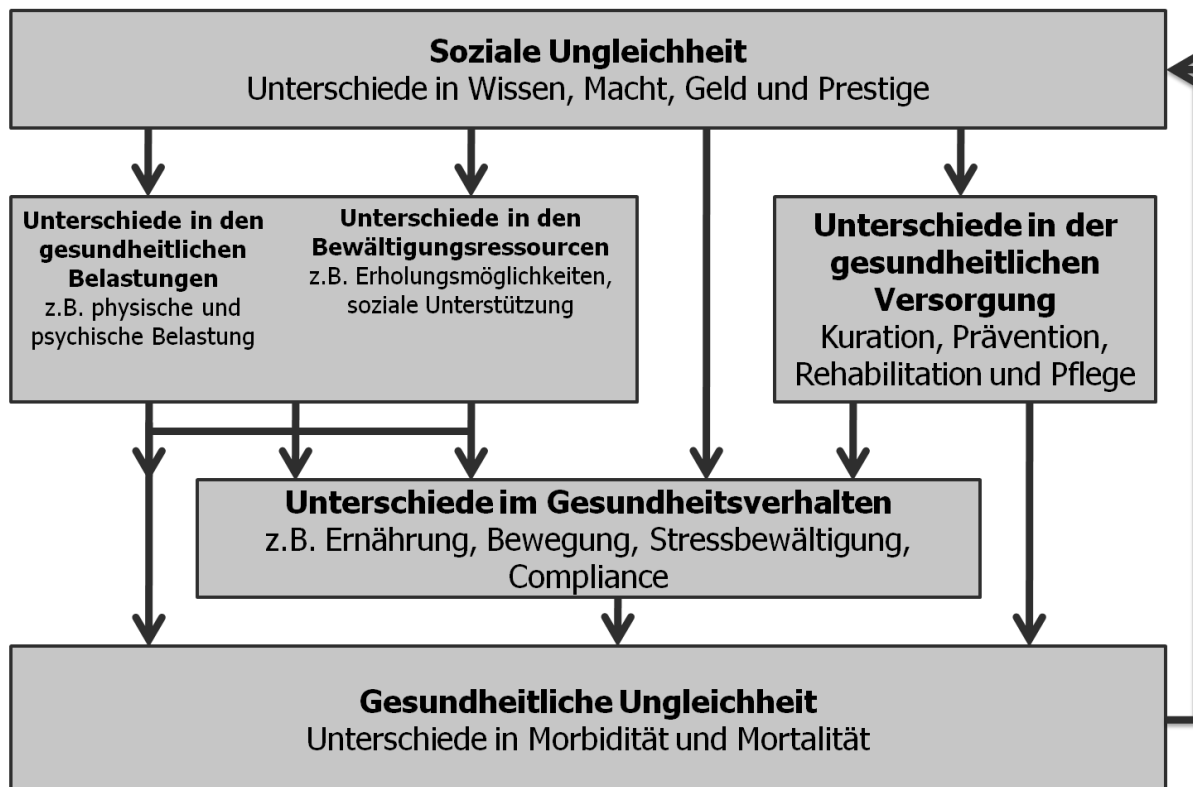 Soziale Ungleichheit
Unterschiede in Wissen, Macht, Geld und Prestige
Unterschiede in den
gesundheitlichen
Belastungen
z.B. physische und
psychische Belastung
Unterschiede in den
Bewältigungsressourcen
z.B. Erholungsmöglichkeiten,
soziale Unterstützung
Unterschiede in der
gesundheitlichen
Versorgung
Kuration, Prävention,
Rehabilitation und Pflege
Unterschiede im Gesundheitsverhalten
z.B. Ernährung, Bewegung, Stressbewältigung,
Compliance
Gesundheitliche Ungleichheit
Unterschiede in Morbidität und Mortalität